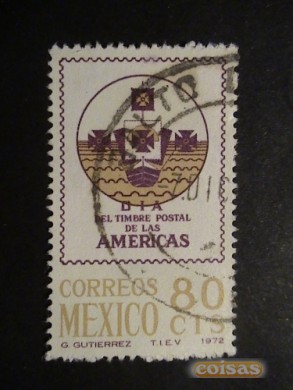 DIA
DEL TIMBRE POSTAL
DE LAS
AMERICAS
CORREOS 80
MEXICO CTS
G. GUTIERREZ T.I.E.V 1972
coisas